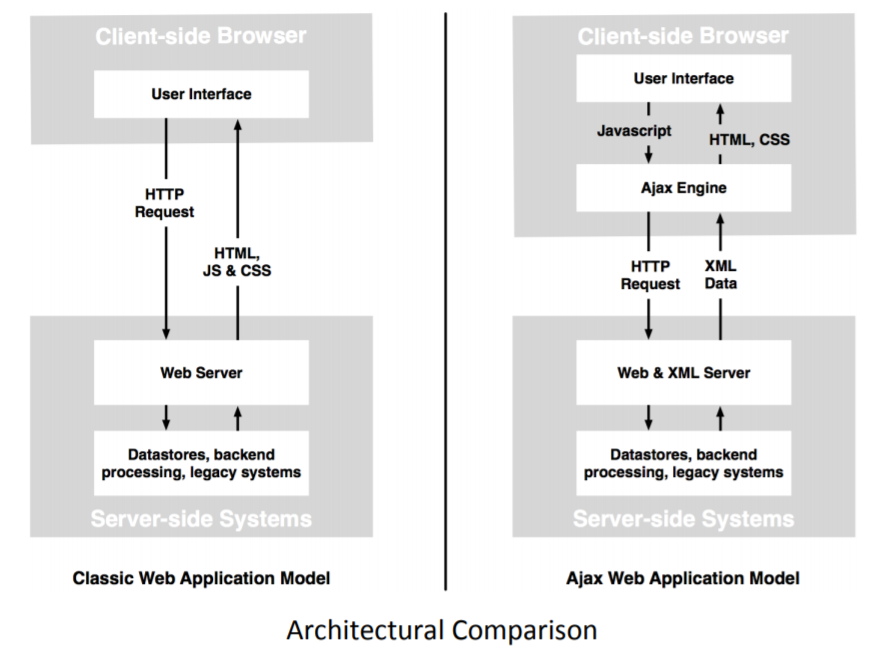 Client-side Browser
User Interface
HTTP
Request
HTML,
JS & CSS
Web Server
Datastores, backend
processing, legacy systems
Server-side Systems
Classic Web Application Model
Client-side Browser
User Interface
Javascript
HTML, CSS
Ajax Engine
HTTP
Request
XML
Data
Web & XML Server
Datastores, backend
processing, legacy systems
Server-side Systems
Ajax Web Application Model
Architectural Comparison